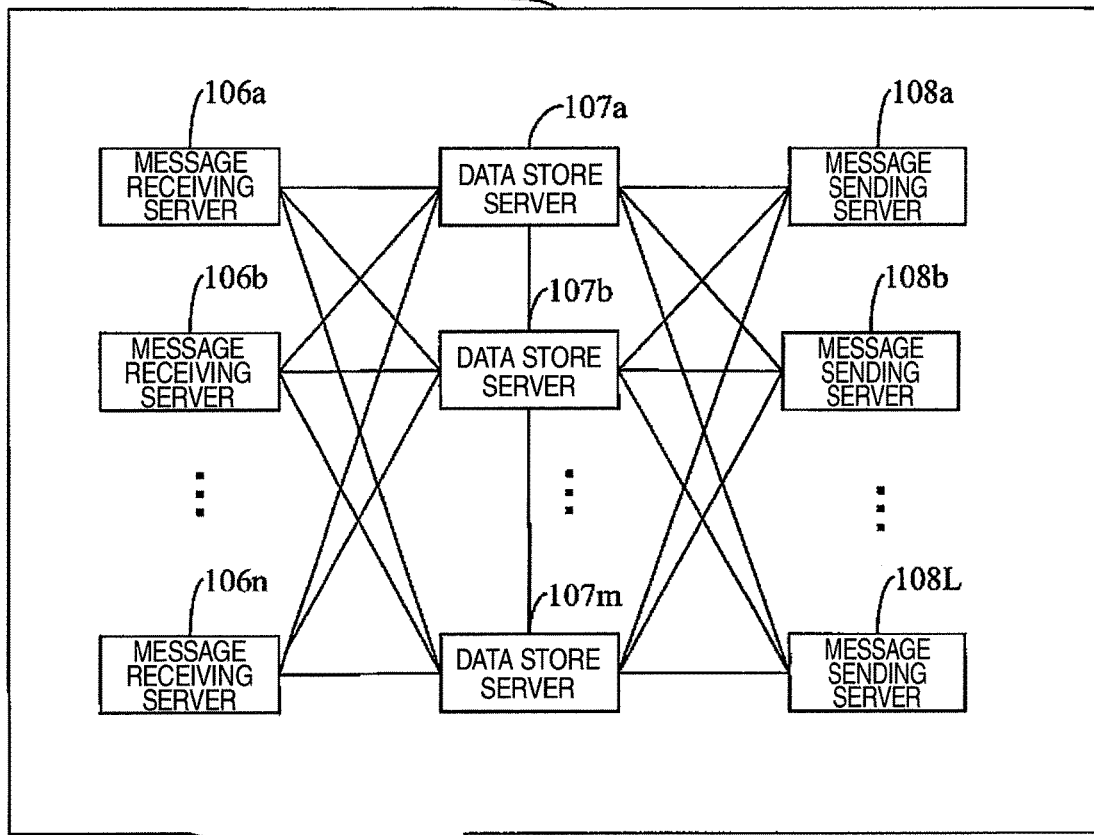 106a
MESSAGE
RECEIVING
SERVER
107a
DATA STORE
SERVER
108a
MESSAGE
SENDING
SERVER
106b
MESSAGE
RECEIVING
SERVER
107b
DATA STORE
SERVER
108b
MESSAGE
SENDING
SERVER
106n
MESSAGE
RECEIVING
SERVER
107m
DATA STORE
SERVER
108L
MESSAGE
SENDING
SERVER